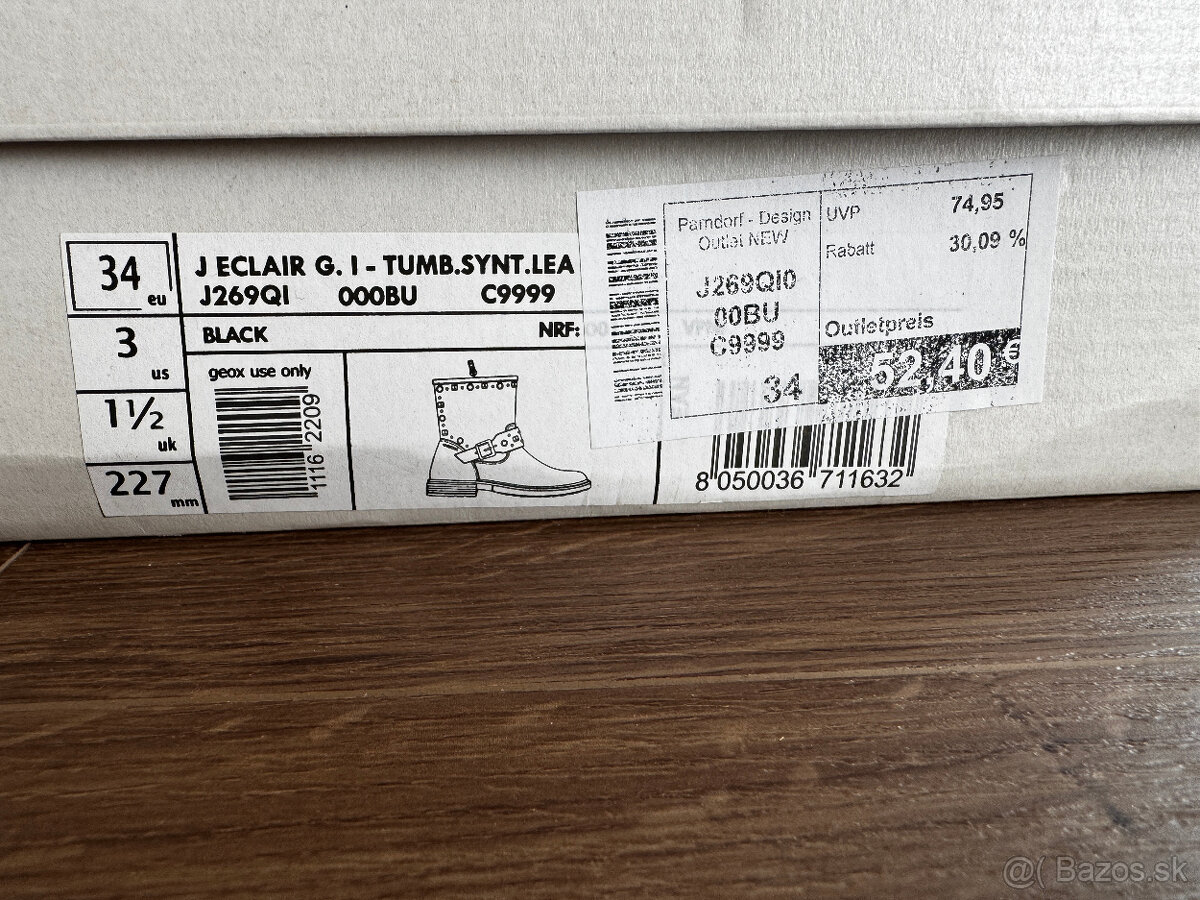 34 eu
3 us
1½ uk
227 mm
J ECLAIR G. I - TUMB.SYNT.LEA
J269QI 000BU C9999
BLACK NRF:
geox use only
1116 2209
8 050036 711632
Parndorf - Design
Outlet NEW
J269QI0
00BU
C9999
34
UVP 74,95
Rabatt 30,09 %
Outletpreis
52,40 €
@( Bazos.sk